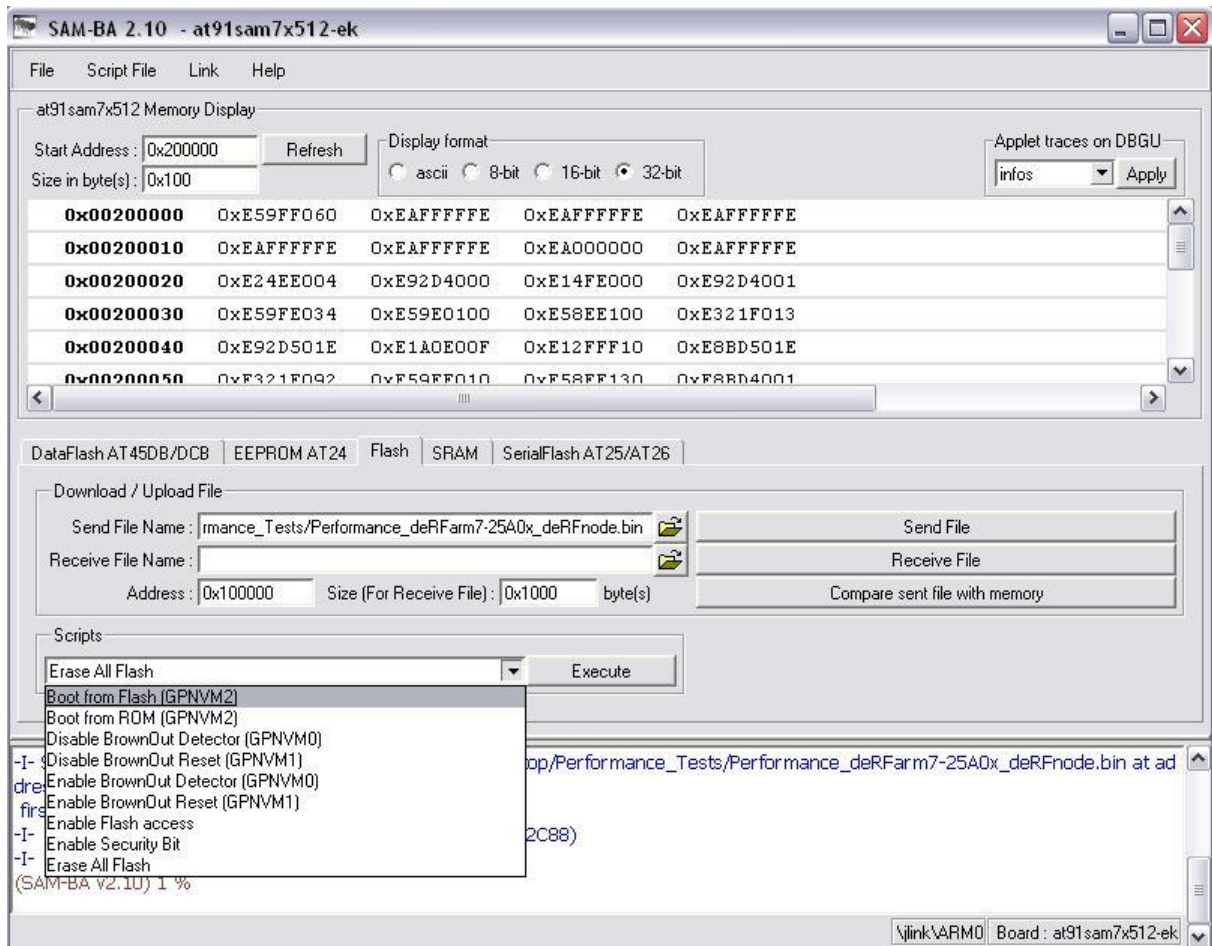 SAM-BA 2.10 - at91sam7x512-ek
File Script File Link Help
at91sam7x512 Memory Display
Start Address : 0x200000 Refresh
Size in byte(s) : 0x100
Display format
ascii 8-bit 16-bit 32-bit
Applet traces on DBGU
infos Apply
0x00200000 0xE59FF060 0xEAFFFFFE 0xEAFFFFFE 0xEAFFFFFE
0x00200010 0xEAFFFFFE 0xEAFFFFFE 0xEA000000 0xEAFFFFFE
0x00200020 0xE24EE004 0xE92D4000 0xE14FE000 0xE92D4001
0x00200030 0xE59FE034 0xE59E0100 0xE58EE100 0xE321F013
0x00200040 0xE92D501E 0xE1A0E00F 0xE12FFF10 0xE8BD501E
0x00200050 0xE321F092 0xE59FE010 0xE58EE130 0xE8BD4001
DataFlash AT45DB/DCB EEPROM AT24 Flash SRAM SerialFlash AT25/AT26
Download / Upload File
Send File Name : rmance_Tests/Performance_deRFarm7-25A0x_deRFnode.bin Send File
Receive File Name : Receive File
Address : 0x100000 Size (For Receive File) : 0x1000 byte(s) Compare sent file with memory
Scripts
Erase All Flash Execute
Boot from Flash (GPNVM2)
Boot from ROM (GPNVM2)
Disable BrownOut Detector (GPNVM0)
Disable BrownOut Reset (GPNVM1)
Enable BrownOut Detector (GPNVM0)
Enable BrownOut Reset (GPNVM1)
Enable Flash access
Enable Security Bit
Erase All Flash
-I- op/Performance_Tests/Performance_deRFarm7-25A0x_deRFnode.bin at ad
dres
firs
-I- 2C88)
-I-
(SAM-BA v2.10) 1 %
\jlink\ARM0 Board : at91sam7x512-ek